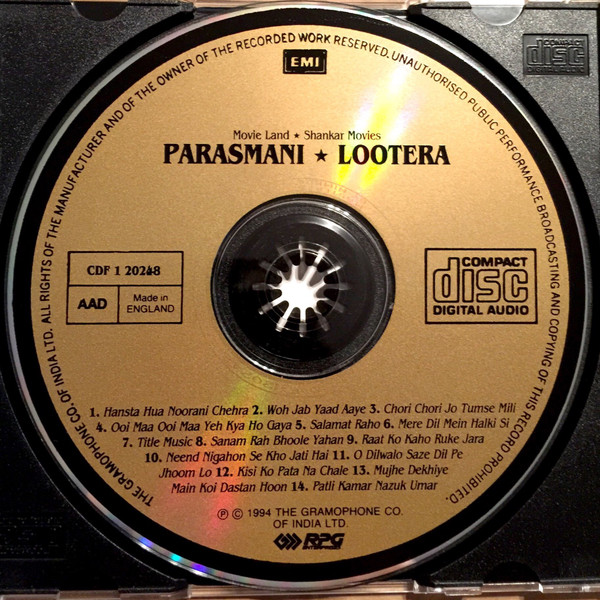 THE GRAMOPHONE CO. OF INDIA LTD. ALL RIGHTS OF THE MANUFACTURER AND OF THE OWNER OF THE RECORDED WORK RESERVED. UNAUTHORISED PUBLIC PERFORMANCE BROADCASTING AND COPYING OF THIS RECORD PROHIBITED.
EMI
COMPACT
disc
DIGITAL AUDIO
Movie Land ★ Shankar Movies
PARASMANI ★ LOOTERA
CDF 1 20248
AAD
Made in
ENGLAND
COMPACT
disc
DIGITAL AUDIO
1. Hansta Hua Noorani Chehra 2. Woh Jab Yaad Aaye 3. Chori Chori Jo Tumse Mili
4. Ooi Maa Ooi Maa Yeh Kya Ho Gaya 5. Salamat Raho 6. Mere Dil Mein Halki Si
7. Title Music 8. Sanam Rah Bhoole Yahan 9. Raat Ko Kaho Ruke Jara
10. Neend Nigahon Se Kho Jati Hai 11. O Dilwalo Saze Dil Pe
Jhoom Lo 12. Kisi Ko Pata Na Chale 13. Mujhe Dekhiye
Main Koi Dastan Hoon 14. Patli Kamar Nazuk Umar
Ⓟ © 1994 THE GRAMOPHONE CO.
OF INDIA LTD.
RPG